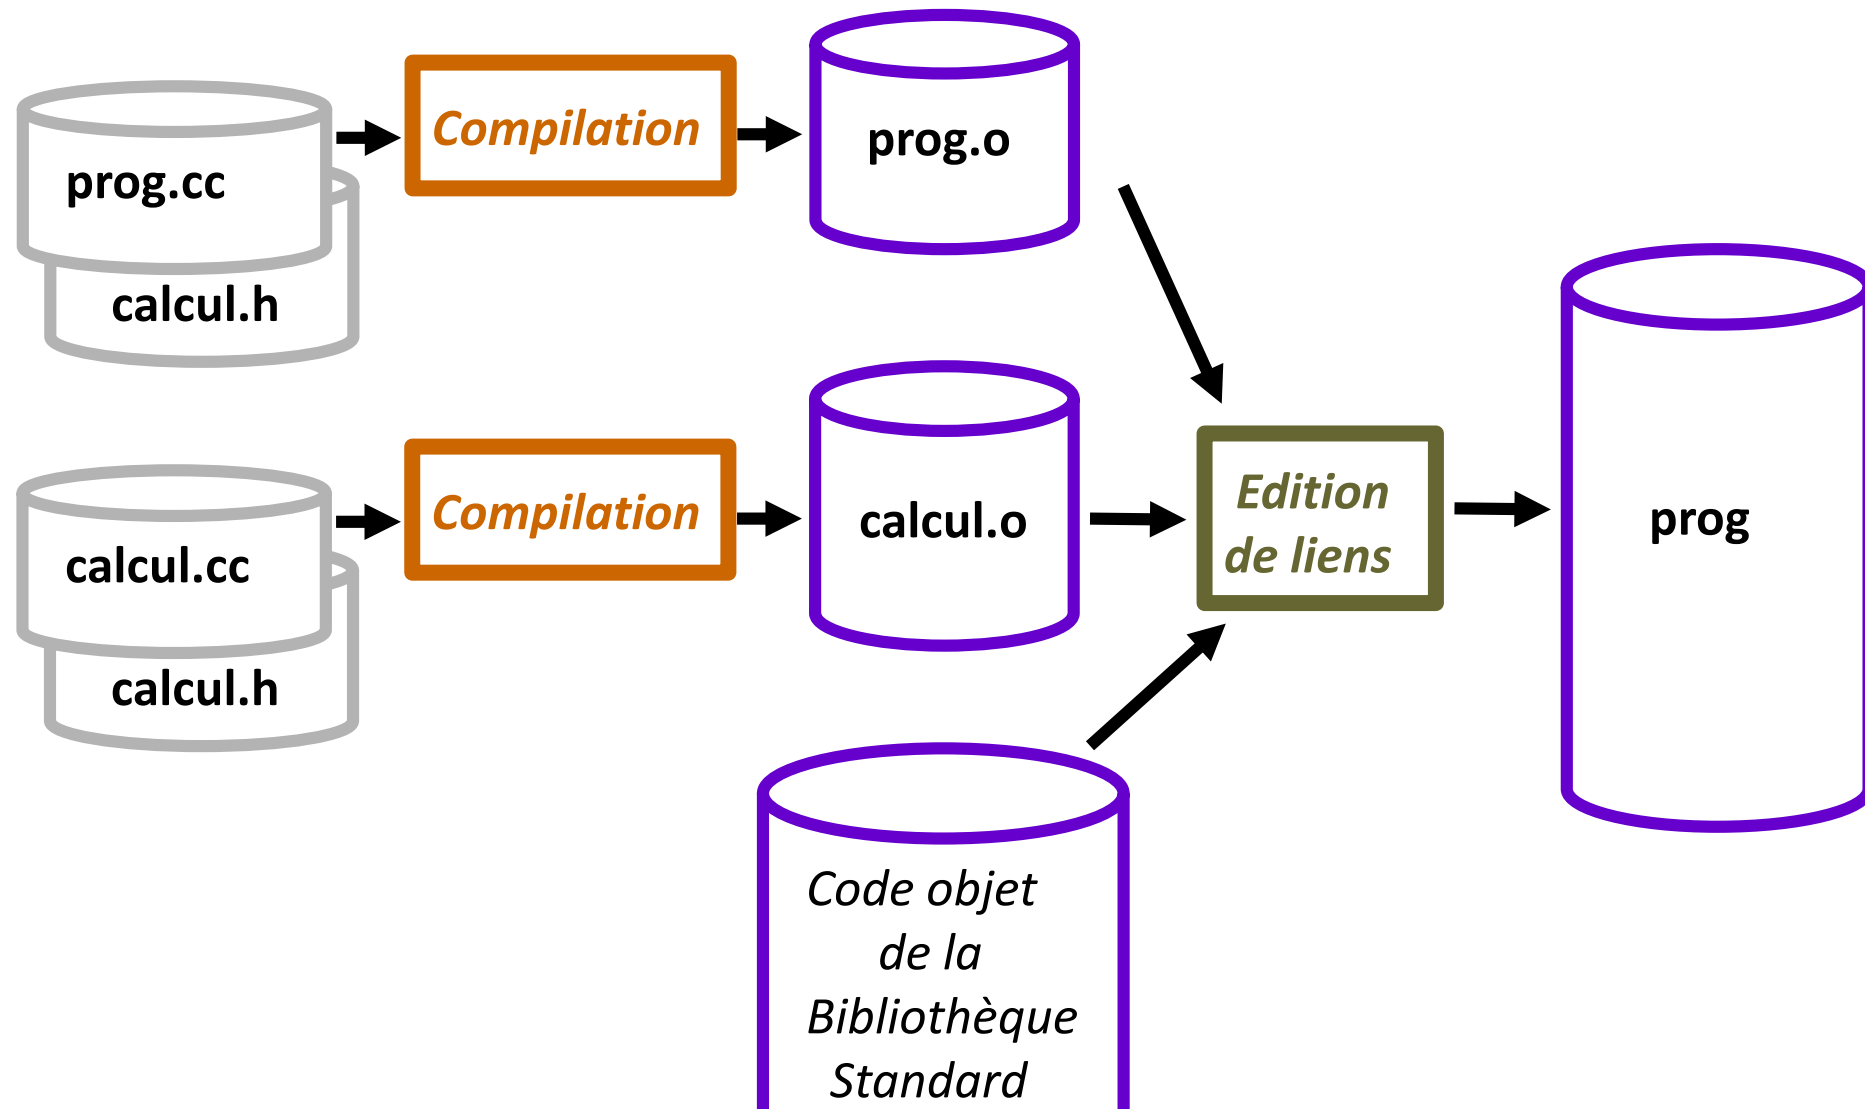 prog.cc
calcul.h
Compilation
prog.o
calcul.cc
calcul.h
Compilation
calcul.o
Edition
de liens
prog
Code objet
de la
Bibliothèque
Standard